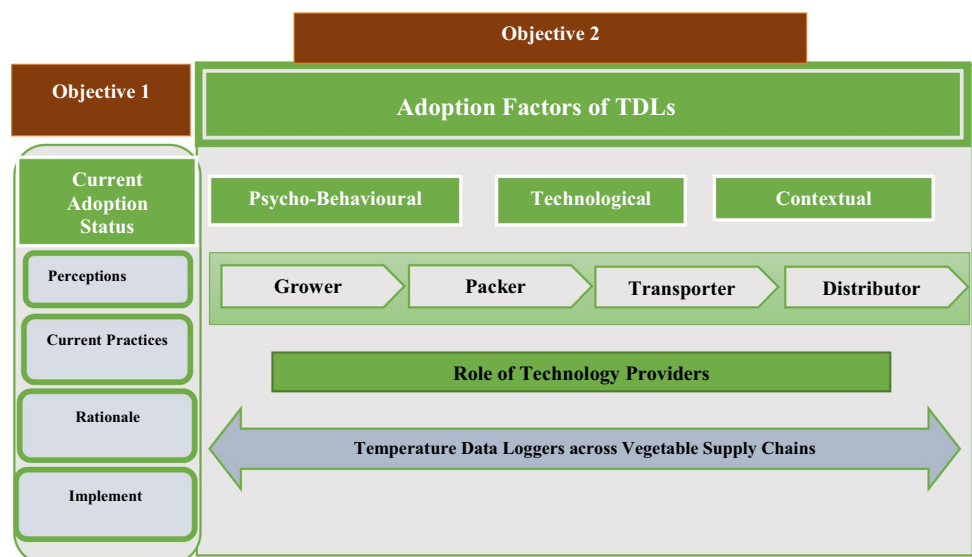 Objective 2
Objective 1
Adoption Factors of TDLs
Current
Adoption
Status
Psycho-Behavioural
Technological
Contextual
Perceptions
Grower
Packer
Transporter
Distributor
Current Practices
Role of Technology Providers
Rationale
Temperature Data Loggers across Vegetable Supply Chains
Implement